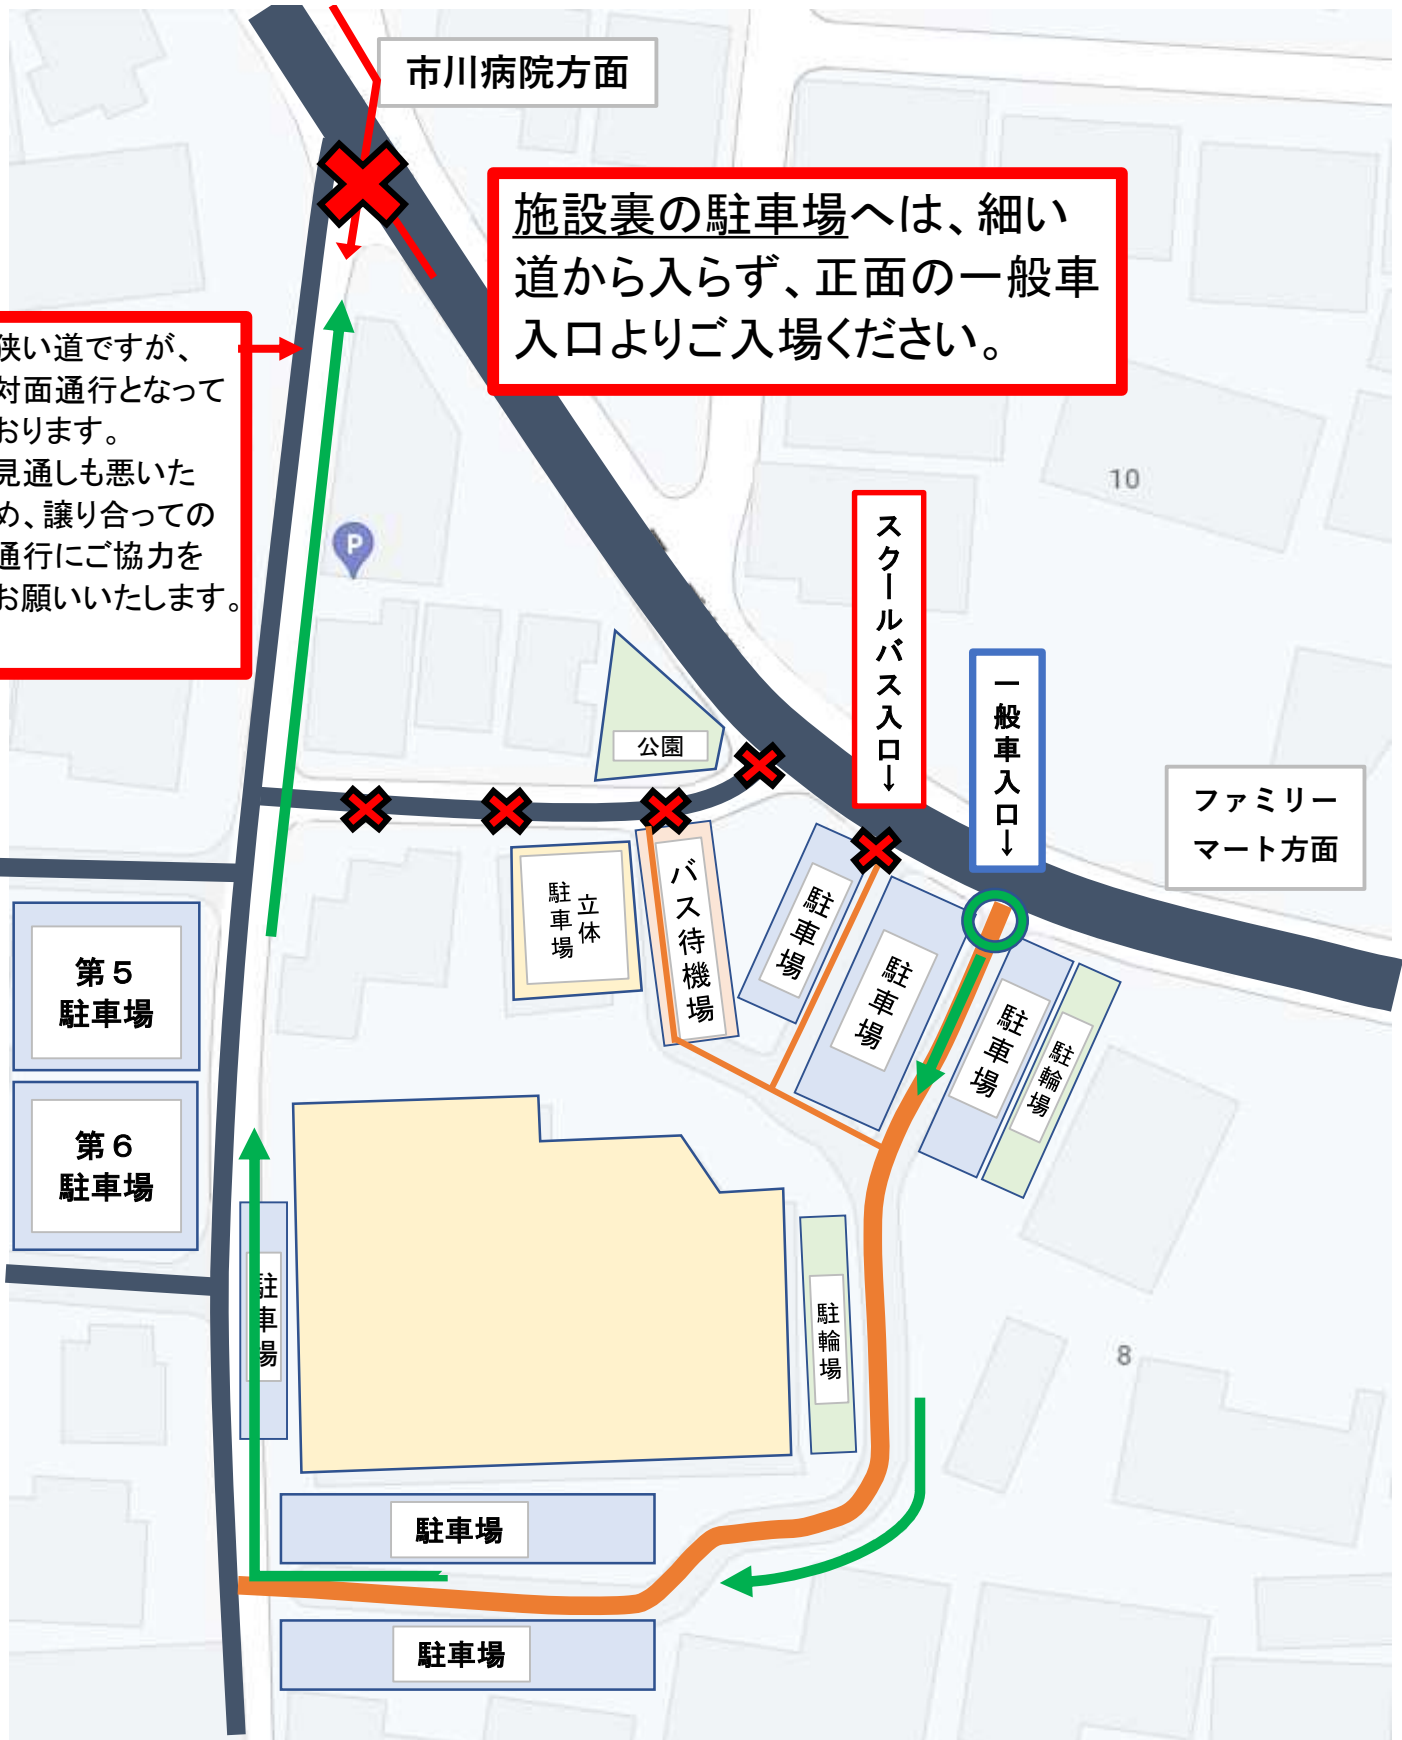 市川病院方面
施設裏の駐車場へは、細い
道から入らず、正面の一般車
入口よりご入場ください。
狭い道ですが、
対面通行となって
おります。
見通しも悪いた
め、譲り合っての
通行にご協力を
お願いいたします。
P
10
スクールバス入口↓
一般車入口↓
公園
ファミリー
マート方面
立体
駐車場
バス待機場
駐車場
駐車場
駐車場
駐輪場
第５
駐車場
第６
駐車場
駐車場
駐輪場
8
駐車場
駐車場